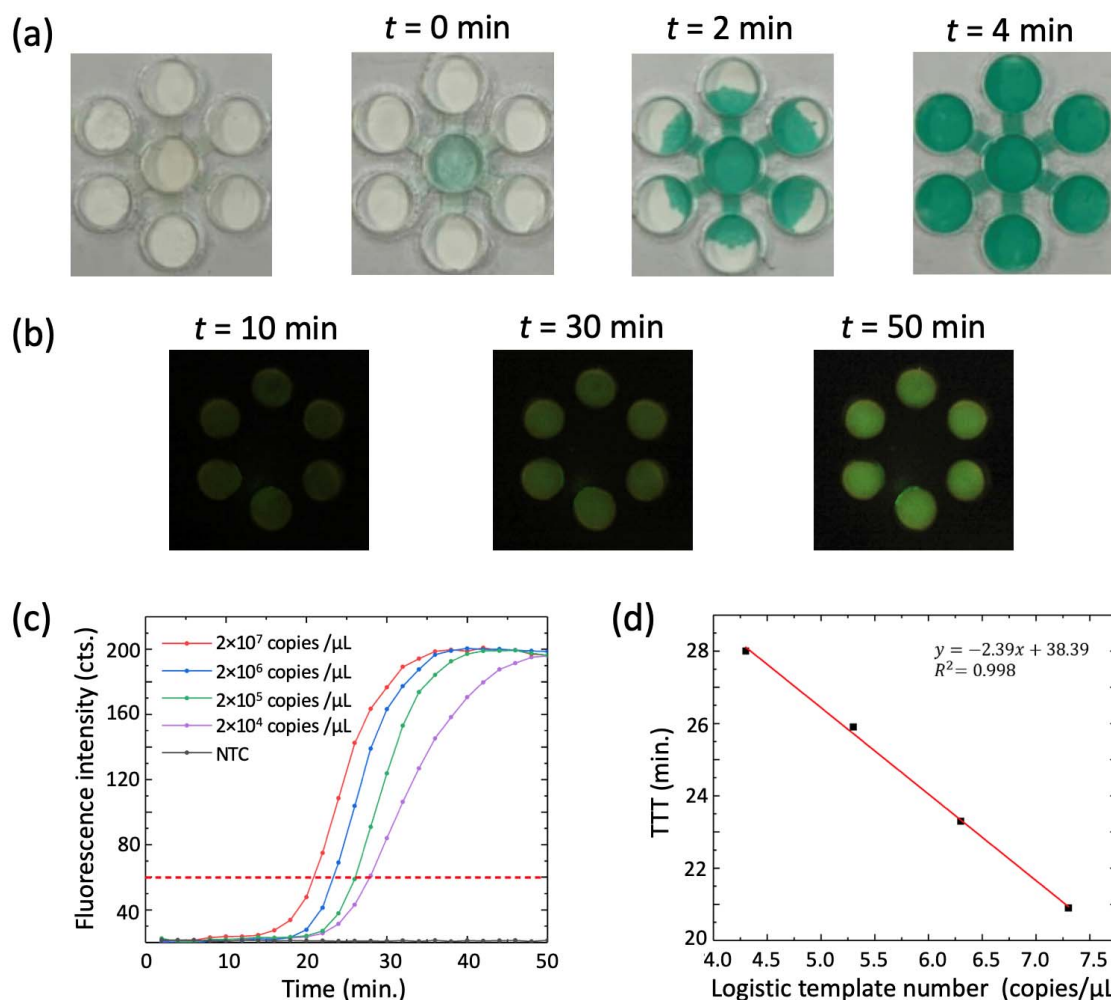 (a)
t = 0 min
t = 2 min
t = 4 min
(b)
t = 10 min
t = 30 min
t = 50 min
(c)
Fluorescence intensity (cts.)
200
160
120
80
40
2×10⁷ copies /μL
2×10⁶ copies /μL
2×10⁵ copies /μL
2×10⁴ copies /μL
NTC
0 10 20 30 40 50
Time (min.)
(d)
TTT (min.)
28
26
24
22
20
y = −2.39x + 38.39
R² = 0.998
4.0 4.5 5.0 5.5 6.0 6.5 7.0 7.5
Logistic template number (copies/μL